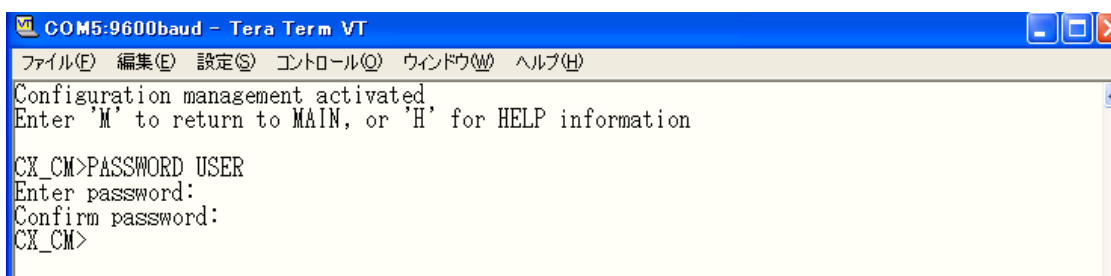 COM5:9600baud - Tera Term VT
ファイル(F) 編集(E) 設定(S) コントロール(O) ウィンドウ(W) ヘルプ(H)
Configuration management activated
Enter 'M' to return to MAIN, or 'H' for HELP information
CX_CM>PASSWORD USER
Enter password:
Confirm password:
CX_CM>